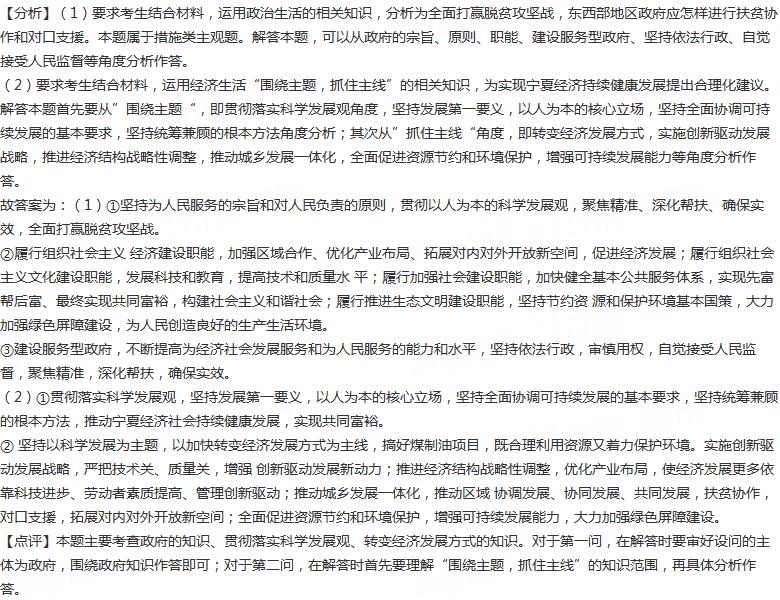 【分析】（1）要求考生结合材料，运用政治生活的相关知识，分析为全面打赢脱贫攻坚战，东西部地区政府应怎样进行扶贫协
作和对口支援。本题属于措施类主观题。解答本题，可以从政府的宗旨、原则、职能、建设服务型政府、坚持依法行政、自觉
接受人民监督等角度分析作答。
（2）要求考生结合材料，运用经济生活“围绕主题，抓住主线”的相关知识，为实现宁夏经济持续健康发展提出合理化建议。
解答本题首先要从”围绕主题“，即贯彻落实科学发展观角度，坚持发展第一要义，以人为本的核心立场，坚持全面协调可持
续发展的基本要求，坚持统筹兼顾的根本方法角度分析；其次从”抓住主线“角度，即转变经济发展方式，实施创新驱动发展
战略，推进经济结构战略性调整，推动城乡发展一体化，全面促进资源节约和环境保护，增强可持续发展能力等角度分析作
答。
故答案为：（1）①坚持为人民服务的宗旨和对人民负责的原则，贯彻以人为本的科学发展观，聚焦精准、深化帮扶、确保实
效，全面打赢脱贫攻坚战。
②履行组织社会主义 经济建设职能，加强区域合作、优化产业布局、拓展对内对外开放新空间，促进经济发展；履行组织社会
主义文化建设职能，发展科技和教育，提高技术和质量水 平；履行加强社会建设职能，加快健全基本公共服务体系，实现先富
帮后富、最终实现共同富裕，构建社会主义和谐社会；履行推进生态文明建设职能，坚持节约资 源和保护环境基本国策，大力
加强绿色屏障建设，为人民创造良好的生产生活环境。
③建设服务型政府，不断提高为经济社会发展服务和为人民服务的能力和水平，坚持依法行政，审慎用权，自觉接受人民监
督，聚焦精准，深化帮扶，确保实效。
（2）①贯彻落实科学发展观，坚持发展第一要义，以人为本的核心立场，坚持全面协调可持续发展的基本要求，坚持统筹兼顾
的根本方法，推动宁夏经济社会持续健康发展，实现共同富裕。
② 坚持以科学发展为主题，以加快转变经济发展方式为主线，搞好煤制油项目，既合理利用资源又着力保护环境。实施创新驱
动发展战略，严把技术关、质量关，增强 创新驱动发展新动力；推进经济结构战略性调整，优化产业布局，使经济发展更多依
靠科技进步、劳动者素质提高、管理创新驱动；推动城乡发展一体化，推动区域 协调发展、协同发展、共同发展，扶贫协作，
对口支援，拓展对内对外开放新空间；全面促进资源节约和环境保护，增强可持续发展能力，大力加强绿色屏障建设。
【点评】本题主要考查政府的知识、贯彻落实科学发展观、转变经济发展方式的知识。对于第一问，在解答时要审好设问的主
体为政府，围绕政府知识作答即可；对于第二问，在解答时首先要理解“围绕主题，抓住主线”的知识范围，再具体分析作
答。